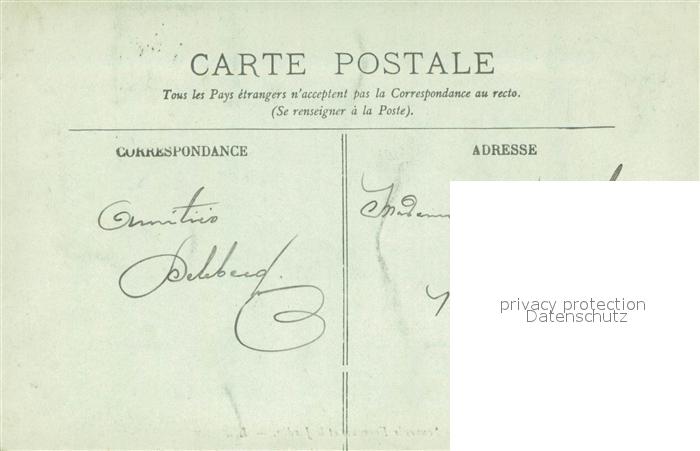 CARTE POSTALE
Tous les Pays étrangers n'acceptent pas la Correspondance au recto.
(Se renseigner à la Poste).
CORRESPONDANCE
ADRESSE
Madame
privacy protection
Datenschutz